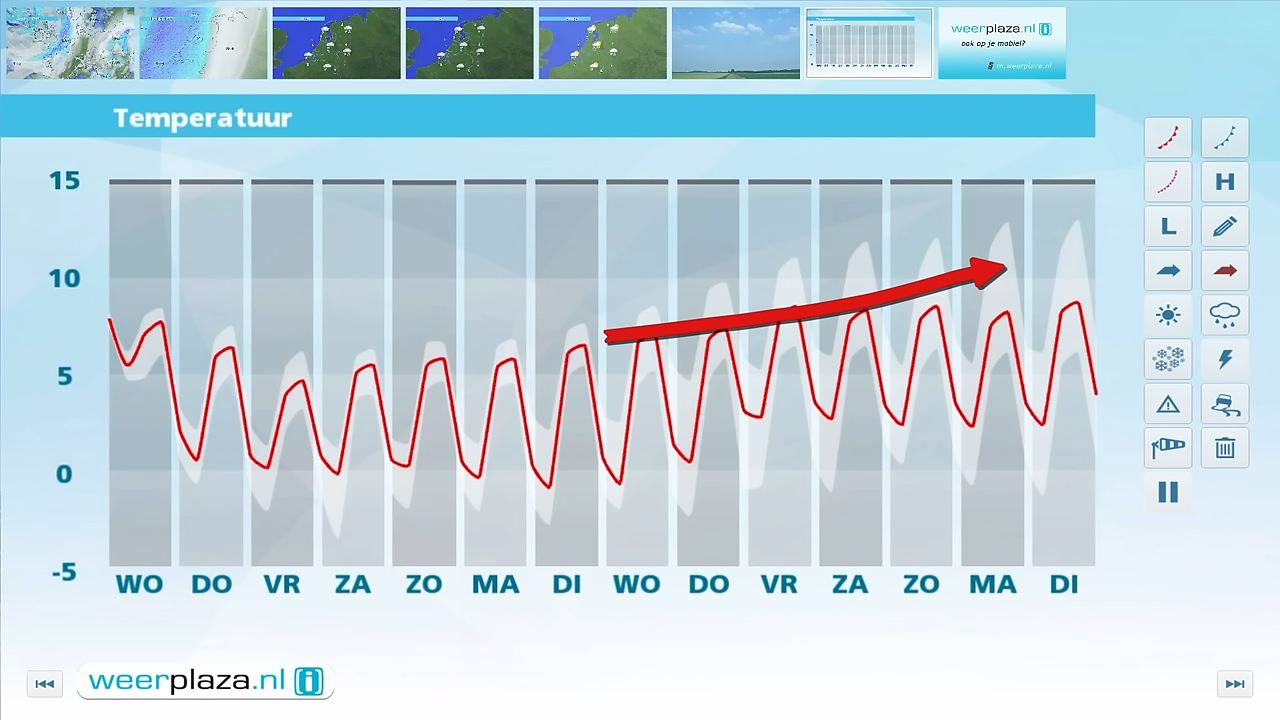 weerplaza.nl
ook op je mobiel?
m.weerplaza.nl
Temperatuur
15
10
5
0
-5
WO DO VR ZA ZO MA DI WO DO VR ZA ZO MA DI
H
L
weerplaza.nl